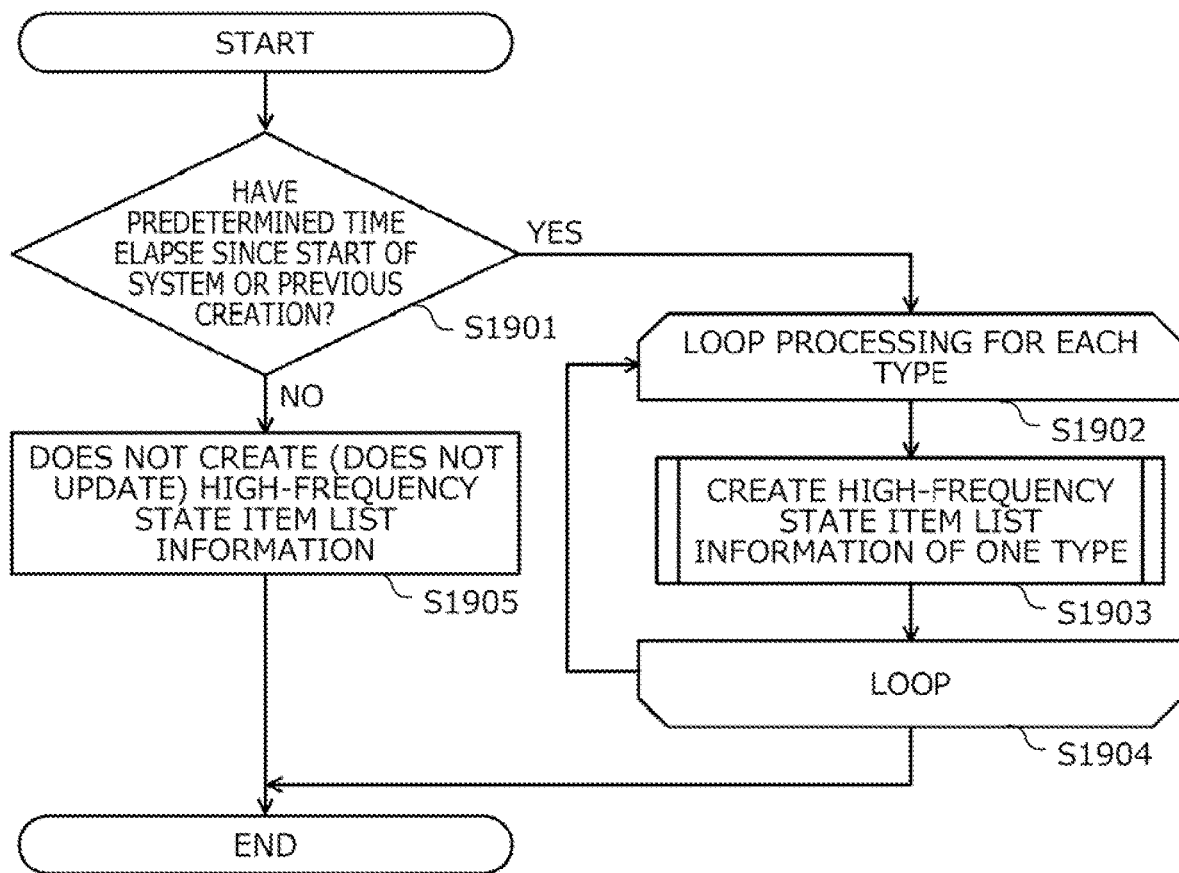 START
HAVE
PREDETERMINED TIME
ELAPSE SINCE START OF
SYSTEM OR PREVIOUS
CREATION?
YES
S1901
NO
LOOP PROCESSING FOR EACH
TYPE
S1902
DOES NOT CREATE (DOES NOT
UPDATE) HIGH-FREQUENCY
STATE ITEM LIST
INFORMATION
S1905
CREATE HIGH-FREQUENCY
STATE ITEM LIST
INFORMATION OF ONE TYPE
S1903
LOOP
S1904
END